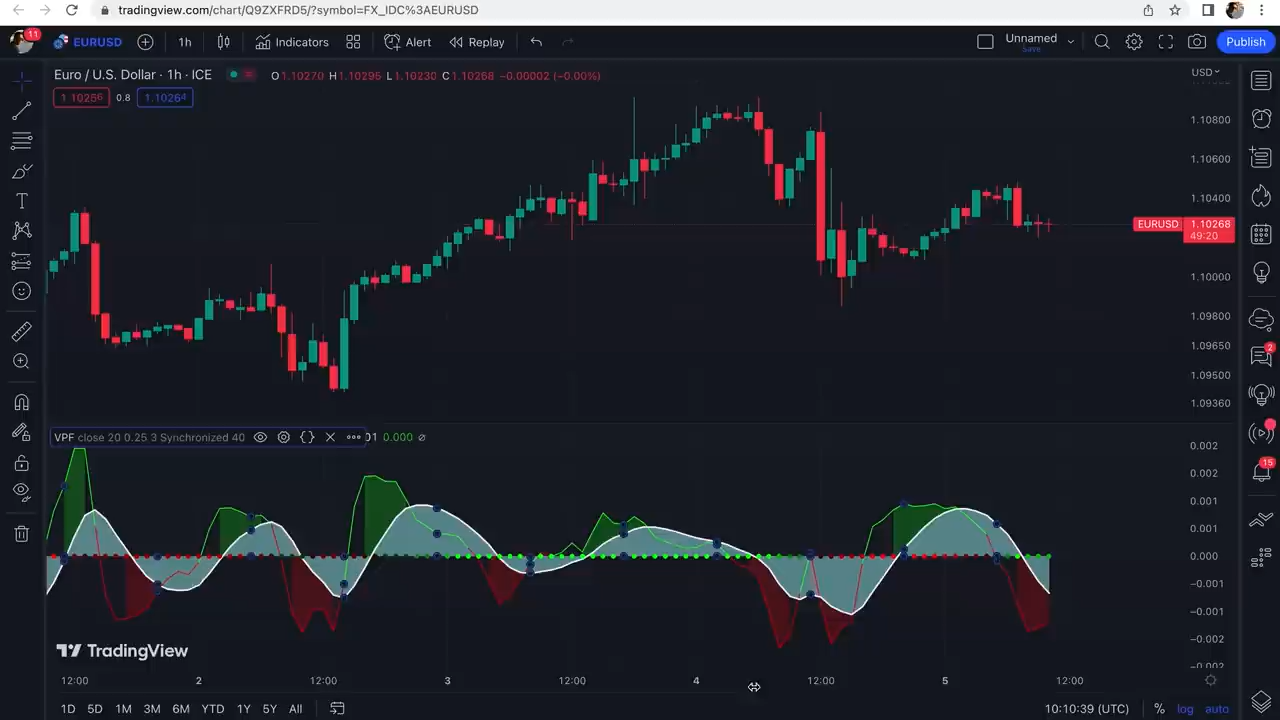 tradingview.com/chart/Q9ZXFRD5/?symbol=FX_IDC%3AEURUSD
11
EURUSD
1h
Indicators
Alert
Replay
Unnamed
Save
Publish
Euro / U.S. Dollar · 1h · ICE
O1.10270 H1.10296 L1.10230 C1.10268 -0.00002 (-0.00%)
USD
1.10256
0.8
1.10264
1.10800
1.10600
1.10400
EURUSD
1.10268
49:20
1.10000
1.09800
1.09650
1.09500
1.09360
2
VPF close 20 0.25 3 Synchronized 40
01 0.000 ∅
0.002
0.002
0.001
0.001
0.000
−0.001
−0.001
−0.002
−0.002
15
TradingView
12:00
2
12:00
3
12:00
4
12:00
5
12:00
1D 5D 1M 3M 6M YTD 1Y 5Y All
10:10:39 (UTC)
%
log
auto